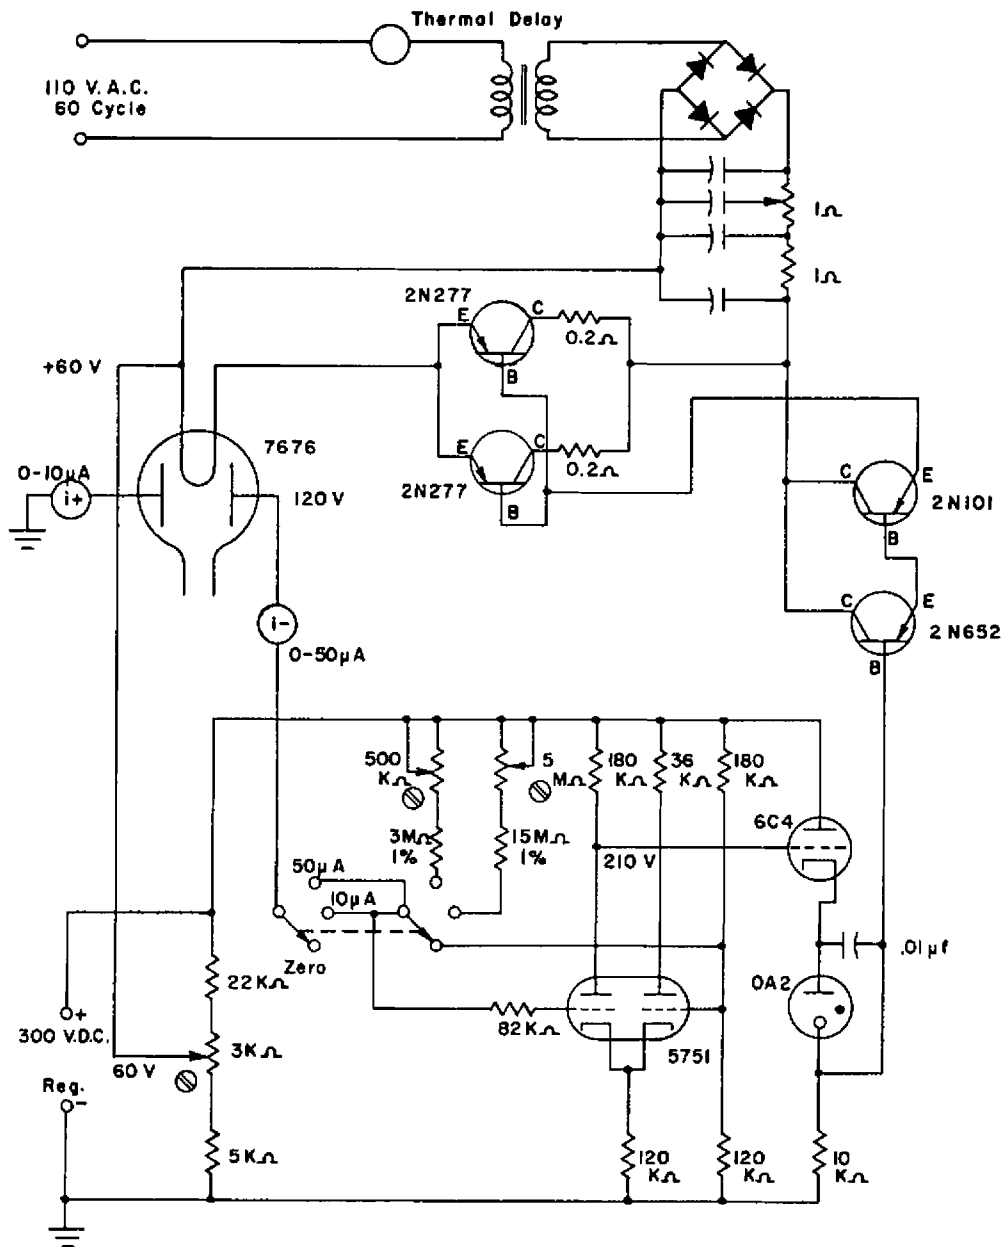 Thermal Delay
110 V.A.C.
60 Cycle
1Ω
1Ω
2N277
E
C
0.2Ω
B
+60 V
7676
E
C
0.2Ω
0-10μA
i+
120 V
2N277
B
C
E
2N101
B
i-
0-50μA
C
E
2N652
B
500
KΩ
5
MΩ
180
KΩ
36
KΩ
180
KΩ
6C4
3MΩ
1%
15MΩ
1%
210 V
50μA
10μA
Zero
.01μf
22KΩ
0A2
+
300 V.D.C.
82KΩ
3KΩ
60 V
5751
Reg.
-
5KΩ
120
KΩ
120
KΩ
10
KΩ